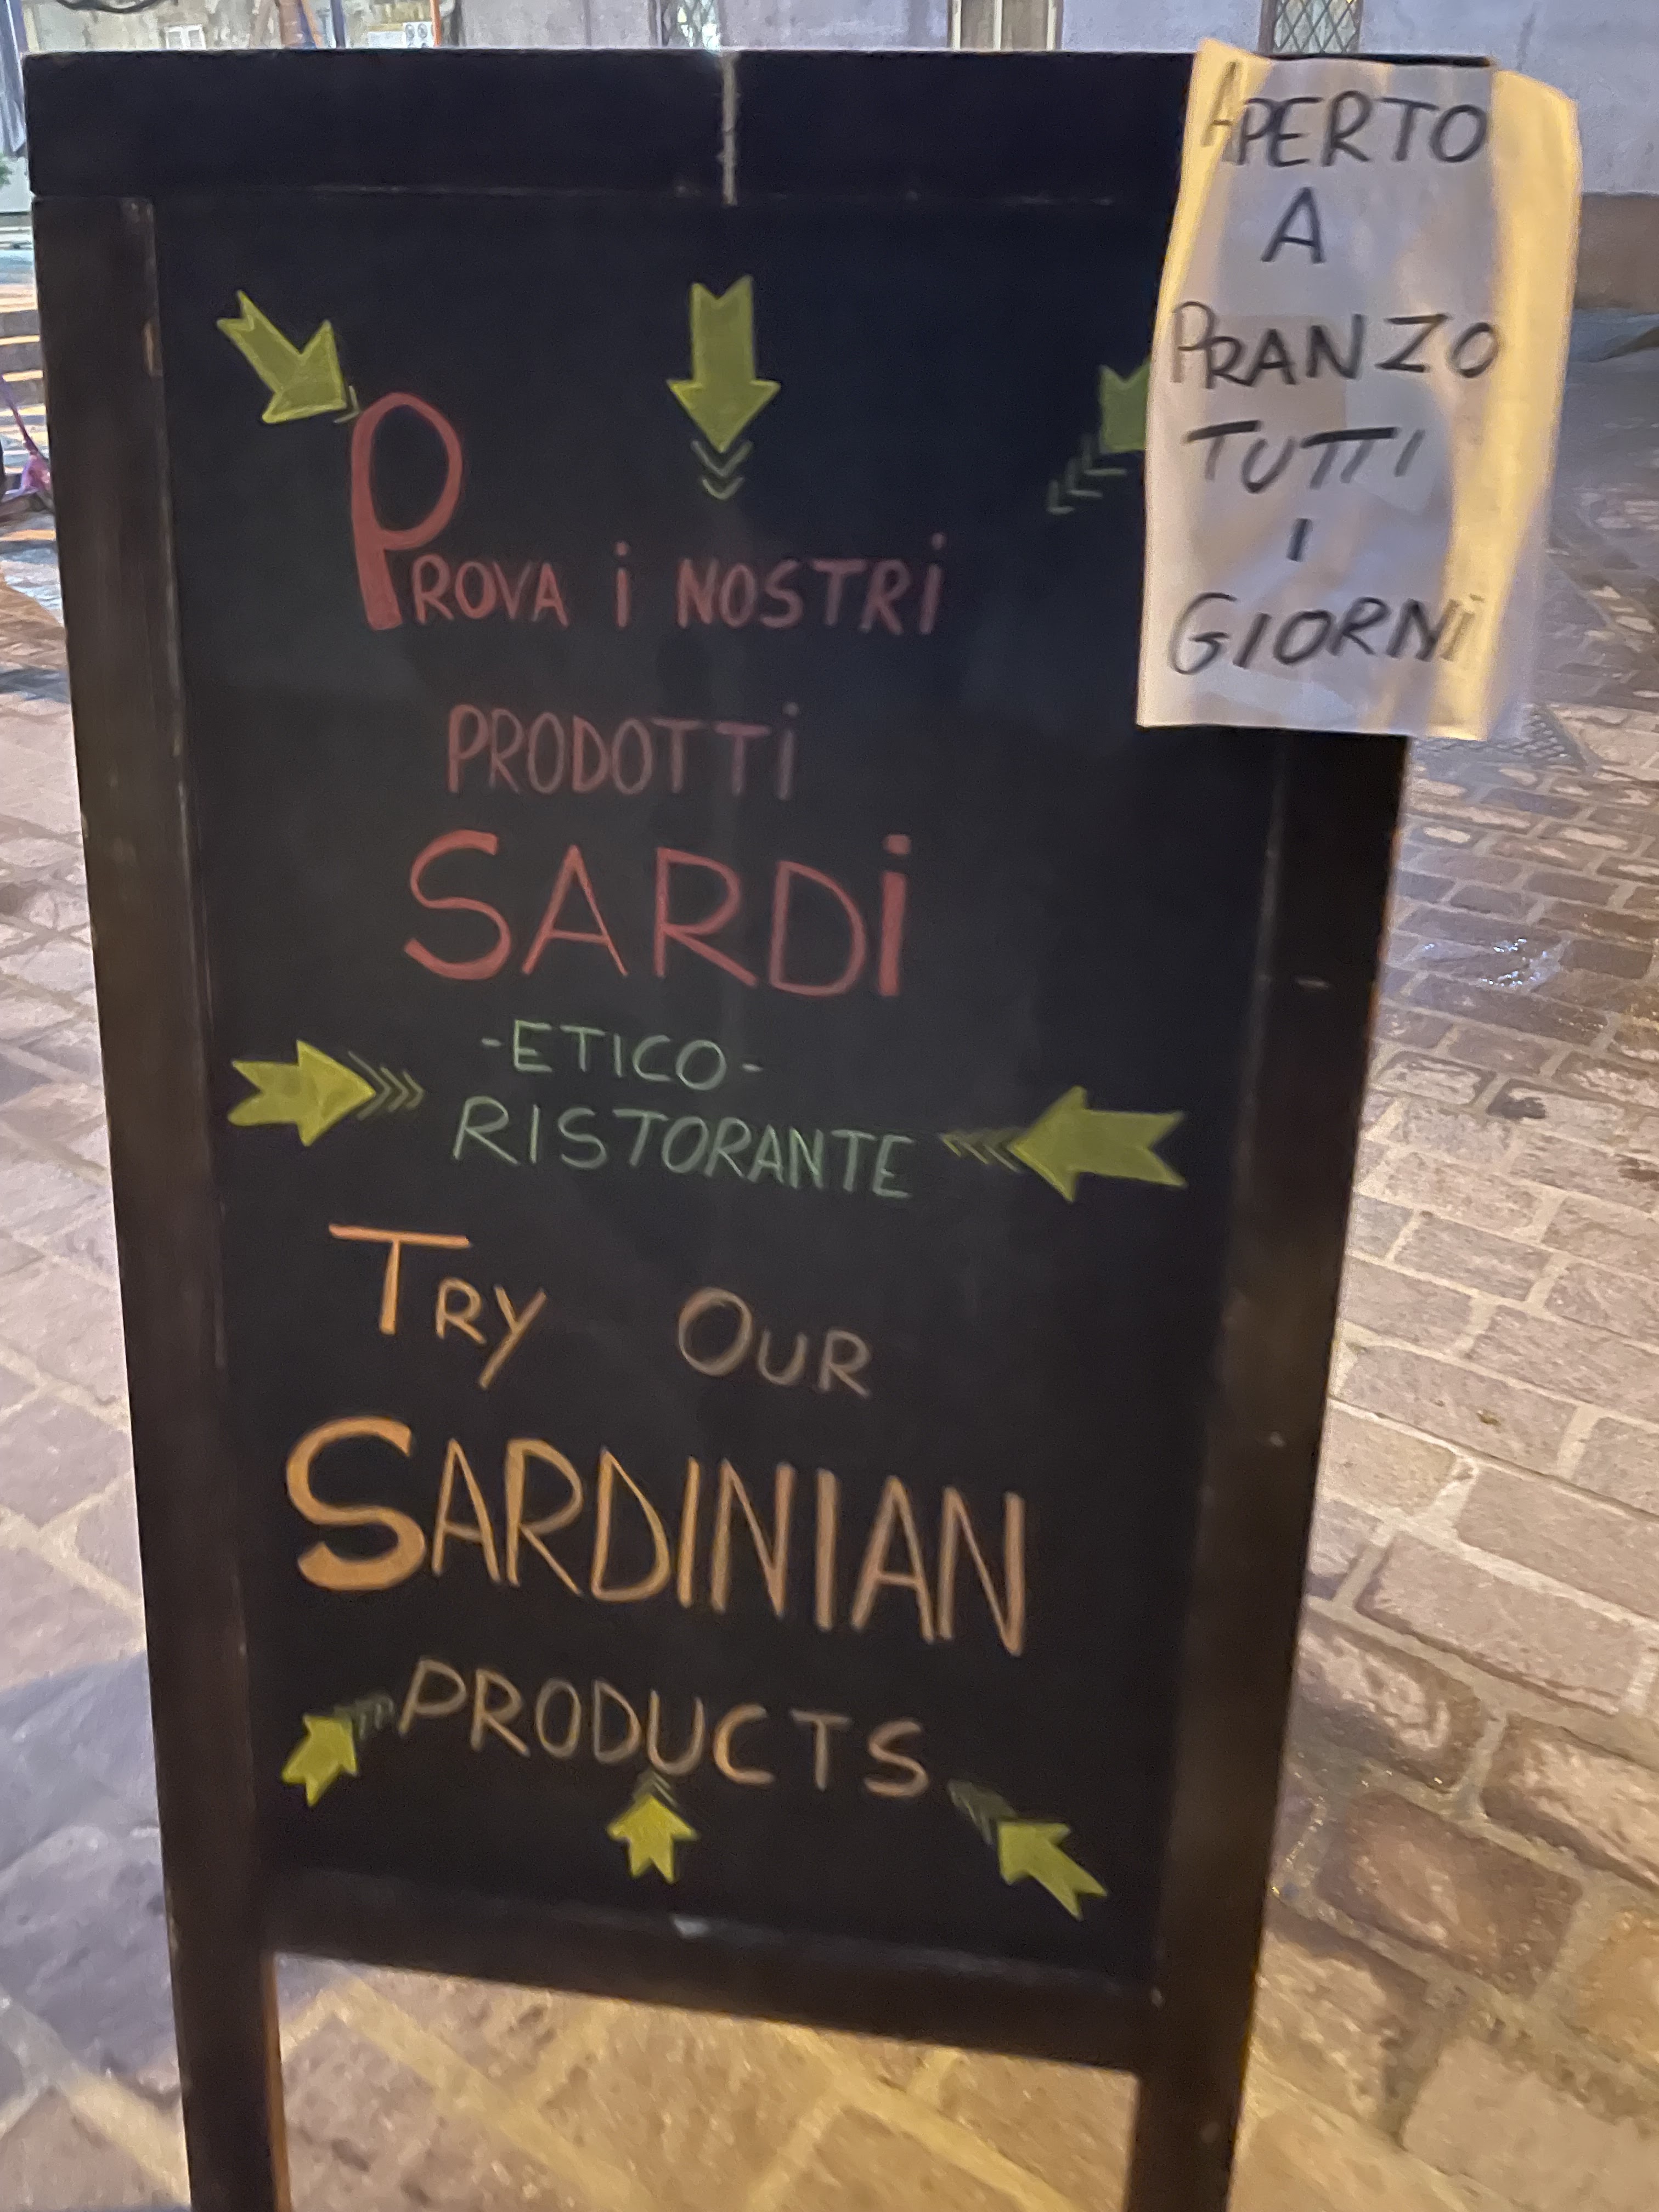 APERTO
A
PRANZO
TUTTI
I
GIORNi
PROVA i NOSTRi
PRODOTTi
SARDi
-ETICO-
RISTORANTE
TRY OUR
SARDINIAN
PRODUCTS